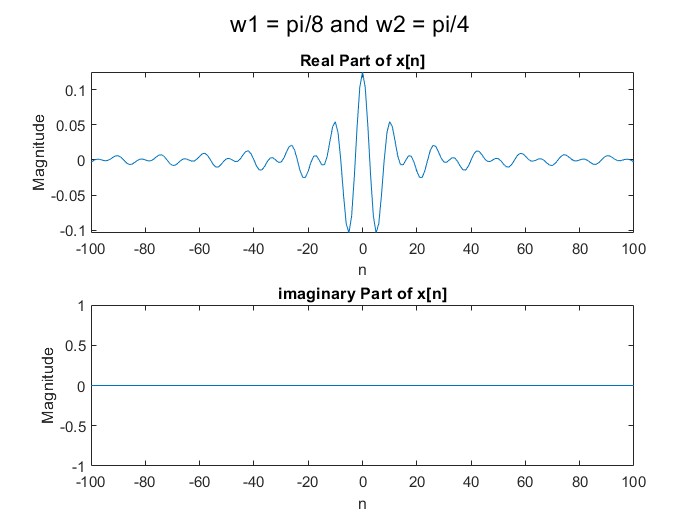 w1 = pi/8 and w2 = pi/4
Real Part of x[n]
Magnitude
0.1
0.05
0
-0.05
-0.1
-100 -80 -60 -40 -20 0 20 40 60 80 100
n
imaginary Part of x[n]
Magnitude
1
0.5
0
-0.5
-1
-100 -80 -60 -40 -20 0 20 40 60 80 100
n